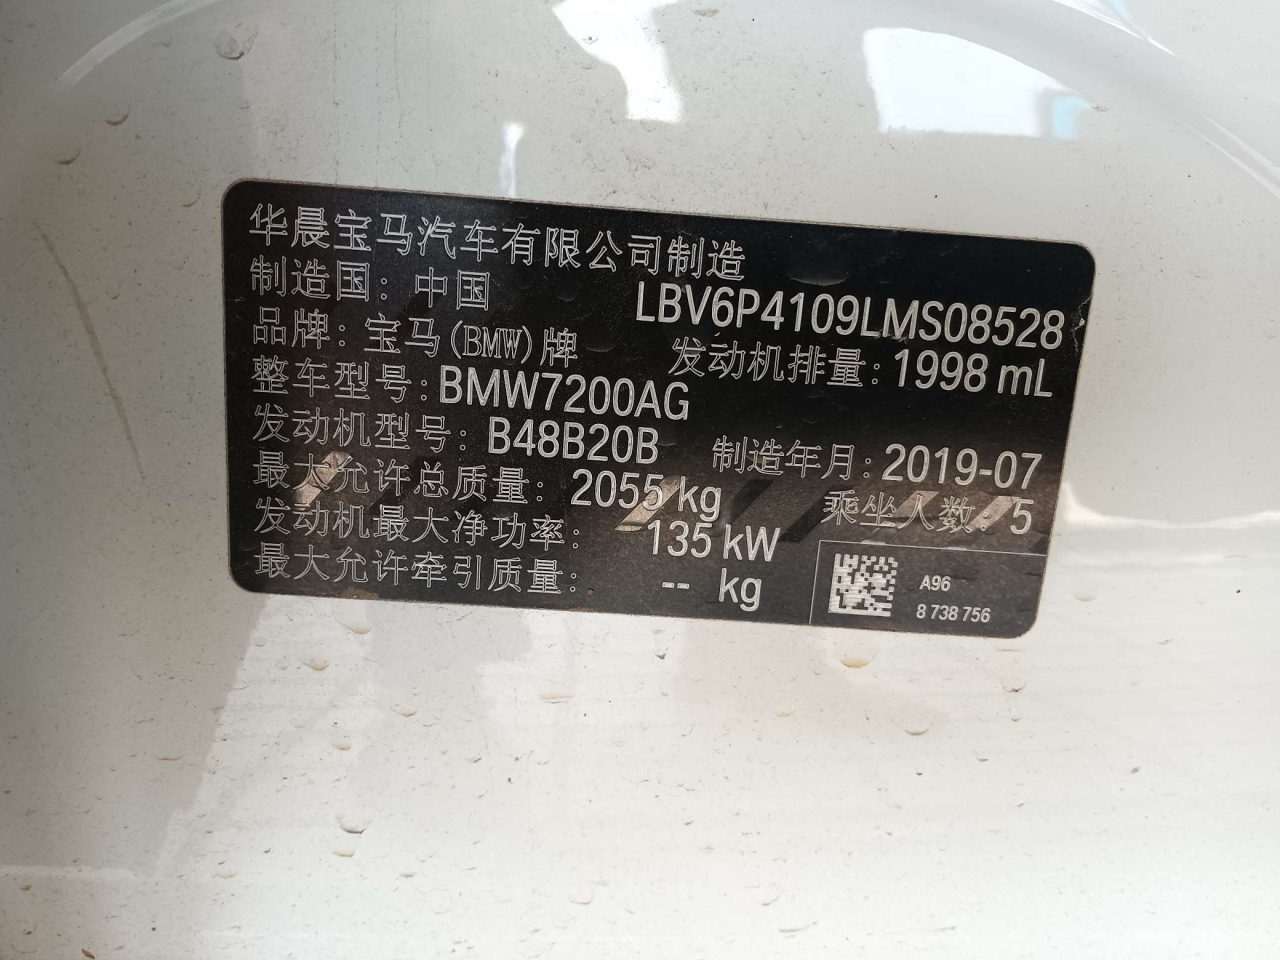 华晨宝马汽车有限公司制造
制造国：中国
LBV6P4109LMS08528
品牌：宝马(BMW)牌
发动机排量：1998 mL
整车型号：BMW7200AG
发动机型号：B48B20B
制造年月：2019-07
最大允许总质量：2055 kg
乘坐人数：5
发动机最大净功率：135 kW
最大允许牵引质量：-- kg
A96
8 738 756